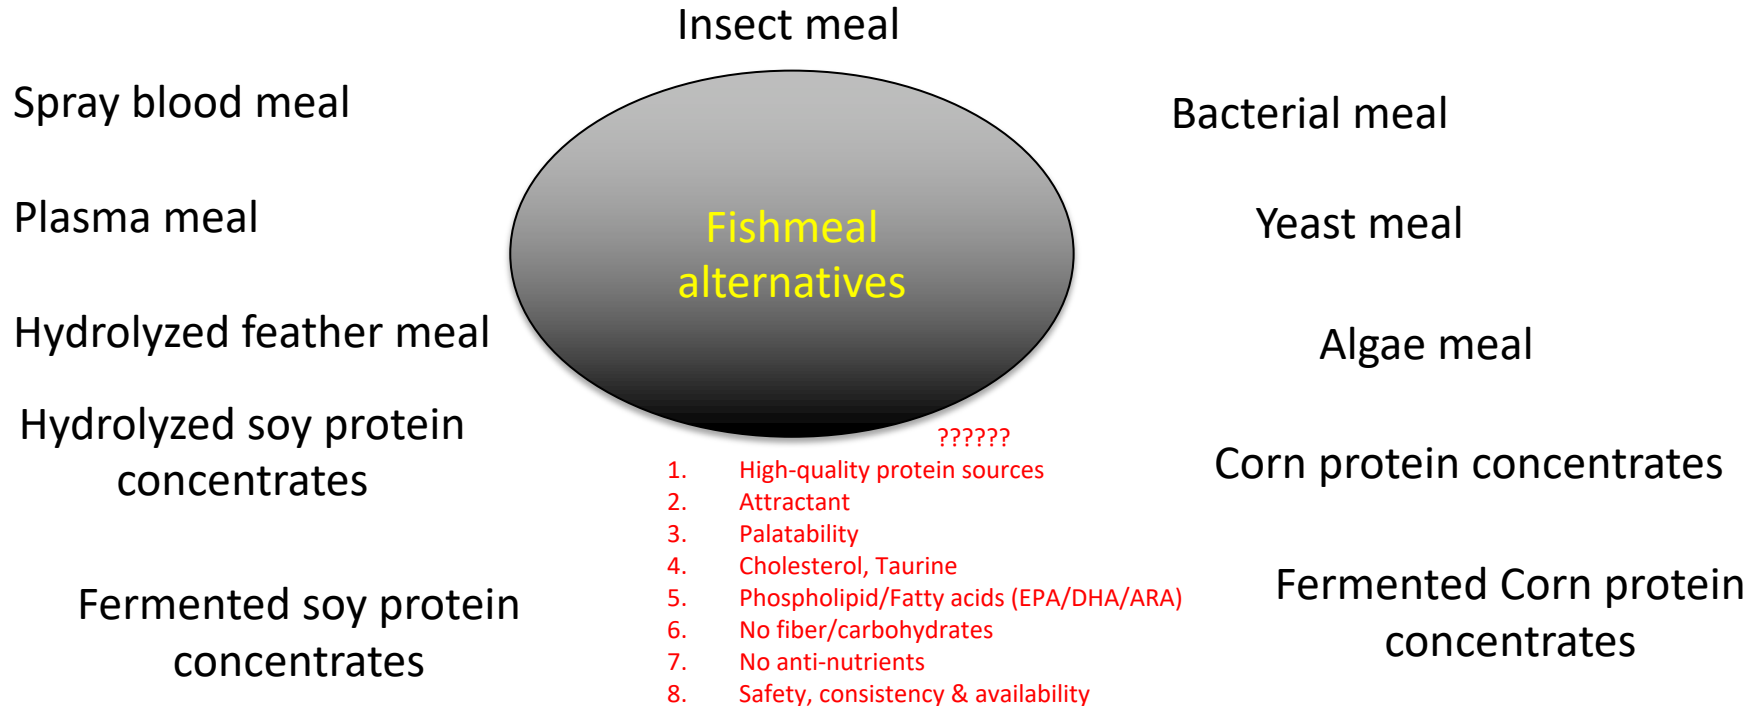 Insect meal
Spray blood meal
Plasma meal
Hydrolyzed feather meal
Hydrolyzed soy protein
concentrates
Fermented soy protein
concentrates
Fishmeal
alternatives
??????
1. High-quality protein sources
2. Attractant
3. Palatability
4. Cholesterol, Taurine
5. Phospholipid/Fatty acids (EPA/DHA/ARA)
6. No fiber/carbohydrates
7. No anti-nutrients
8. Safety, consistency & availability
Bacterial meal
Yeast meal
Algae meal
Corn protein concentrates
Fermented Corn protein
concentrates